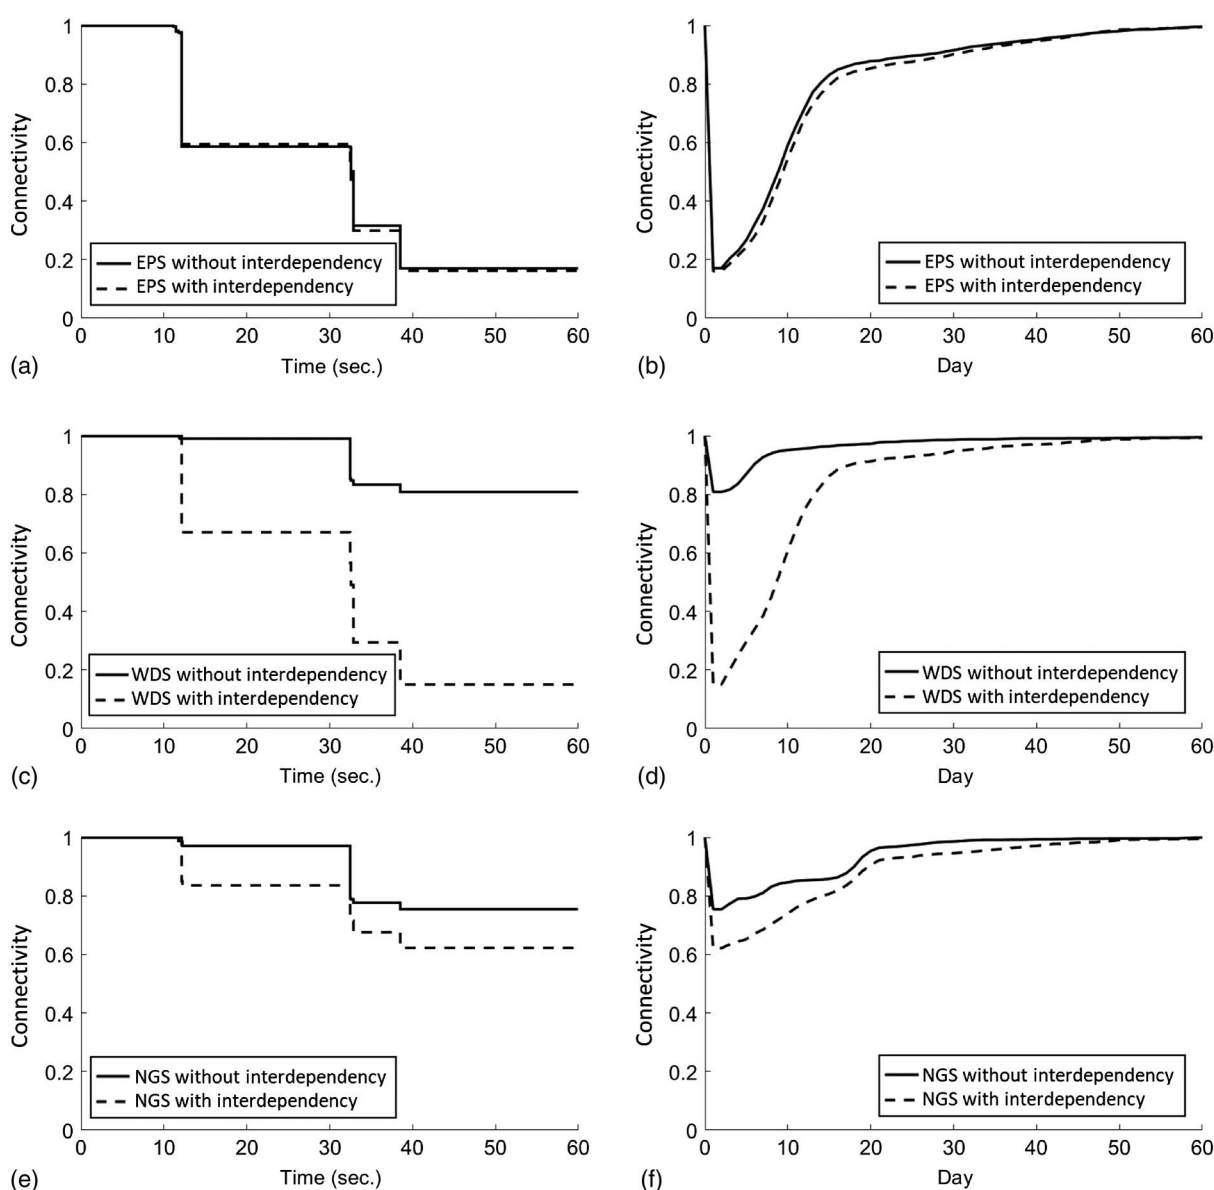 1
0.8
0.6
0.4
0.2
0
Connectivity
EPS without interdependency
EPS with interdependency
0 10 20 30 40 50 60
(a) Time (sec.)
1
0.8
0.6
0.4
0.2
0
Connectivity
EPS without interdependency
EPS with interdependency
0 10 20 30 40 50 60
(b) Day
1
0.8
0.6
0.4
0.2
0
Connectivity
WDS without interdependency
WDS with interdependency
0 10 20 30 40 50 60
(c) Time (sec.)
1
0.8
0.6
0.4
0.2
0
Connectivity
WDS without interdependency
WDS with interdependency
0 10 20 30 40 50 60
(d) Day
1
0.8
0.6
0.4
0.2
0
Connectivity
NGS without interdependency
NGS with interdependency
0 10 20 30 40 50 60
(e) Time (sec.)
1
0.8
0.6
0.4
0.2
0
Connectivity
NGS without interdependency
NGS with interdependency
0 10 20 30 40 50 60
(f) Day